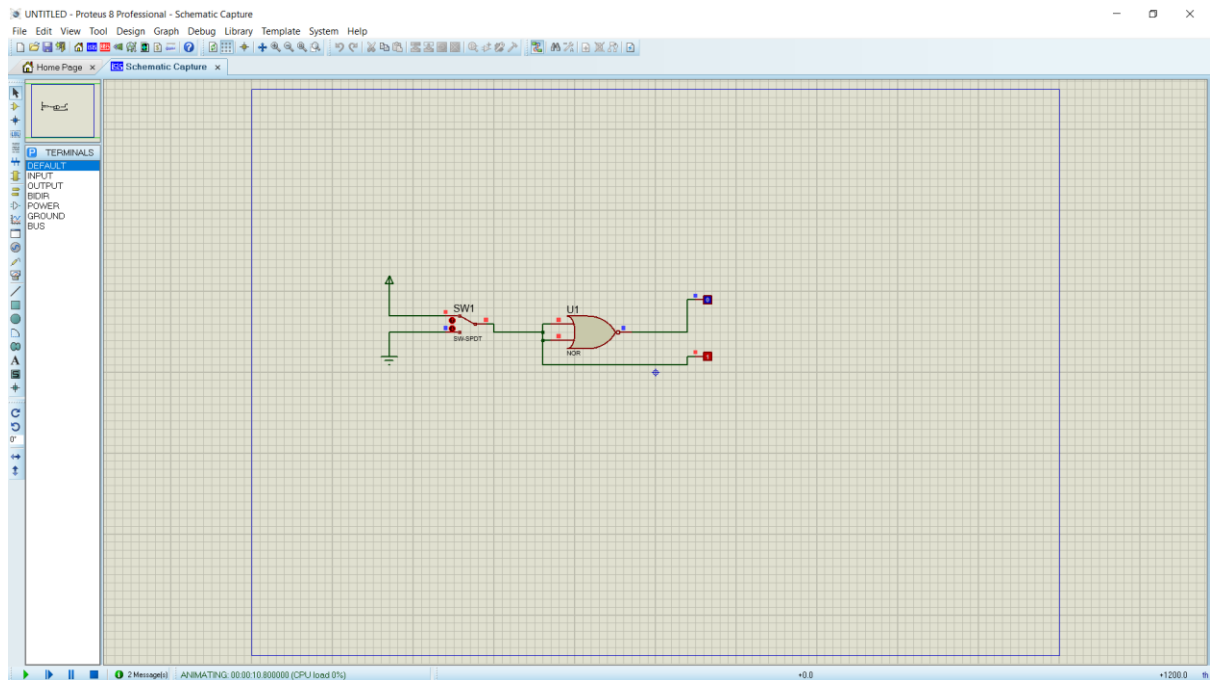 UNTITLED - Proteus 8 Professional - Schematic Capture
File Edit View Tool Design Graph Debug Library Template System Help
Home Page × Schematic Capture ×
P TERMINALS
DEFAULT
INPUT
OUTPUT
BIDIR
POWER
GROUND
BUS
0°
SW1
SW-SPDT
U1
NOR
0
1
2 Message(s) ANIMATING: 00:00:10.800000 (CPU load 0%) +0.0 +1200.0 th